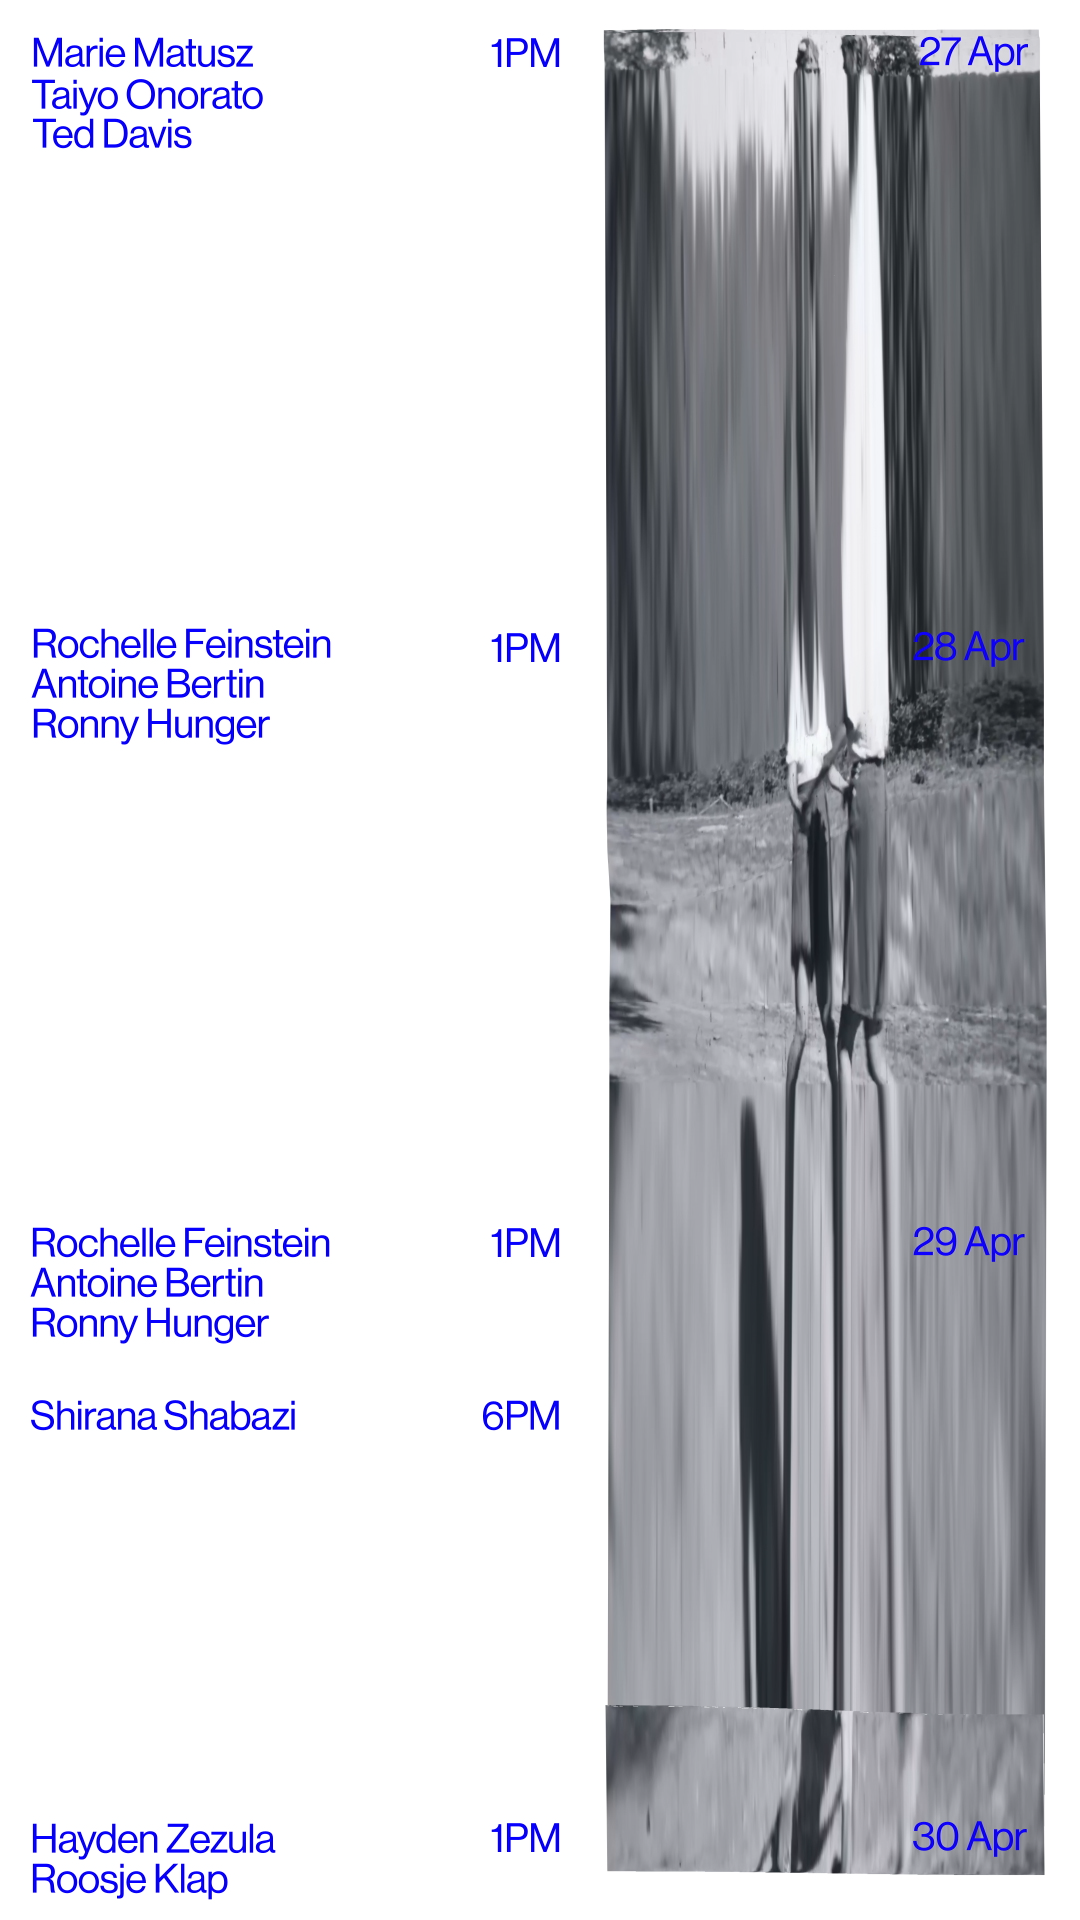 Marie Matusz 1PM 27 Apr
Taiyo Onorato
Ted Davis
Rochelle Feinstein 1PM 28 Apr
Antoine Bertin
Ronny Hunger
Rochelle Feinstein 1PM 29 Apr
Antoine Bertin
Ronny Hunger
Shirana Shabazi 6PM
Hayden Zezula 1PM 30 Apr
Roosje Klap